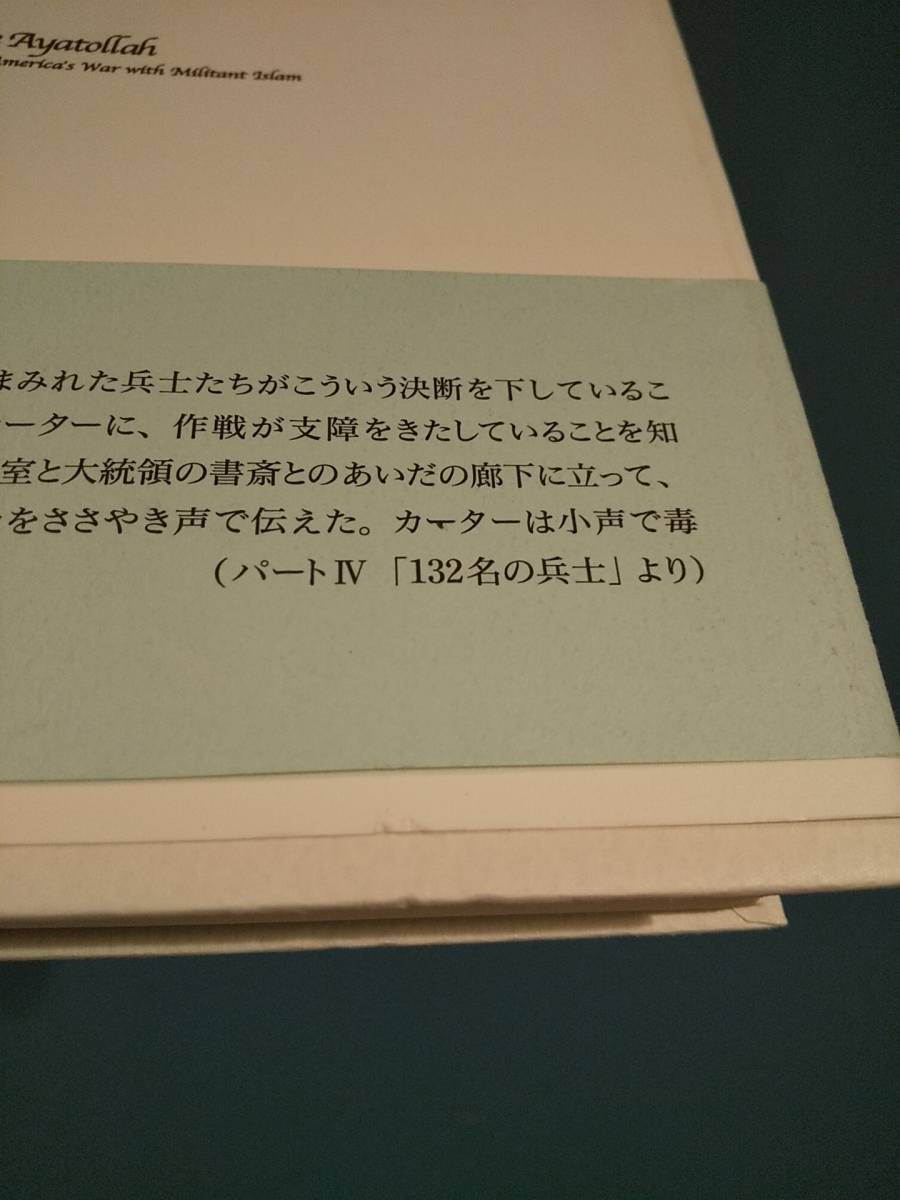 Ayatollah
America's War with Militant Islam
まみれた兵士たちがこういう決断を下しているこ
ーターに、作戦が支障をきたしていることを知
室と大統領の書斎とのあいだの廊下に立って、
をささやき声で伝えた。カーターは小声で毒
(パートⅣ 「132名の兵士」より)